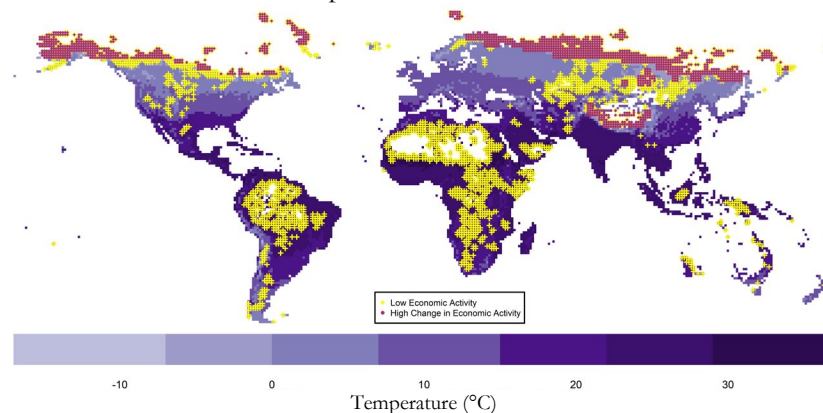 Low Economic Activity
High Change in Economic Activity
-10 0 10 20 30
Temperature (°C)